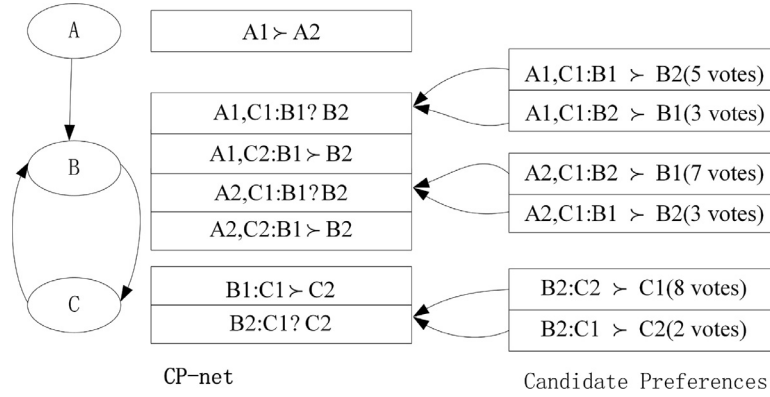 A
A1 ≻ A2
A1,C1:B1 ≻ B2(5 votes)
A1,C1:B2 ≻ B1(3 votes)
A1,C1:B1? B2
B
A1,C2:B1≻ B2
A2,C1:B1?B2
A2,C2:B1≻ B2
A2,C1:B2 ≻ B1(7 votes)
A2,C1:B1 ≻ B2(3 votes)
C
B1:C1≻ C2
B2:C1? C2
B2:C2 ≻ C1(8 votes)
B2:C1 ≻ C2(2 votes)
CP-net
Candidate Preferences